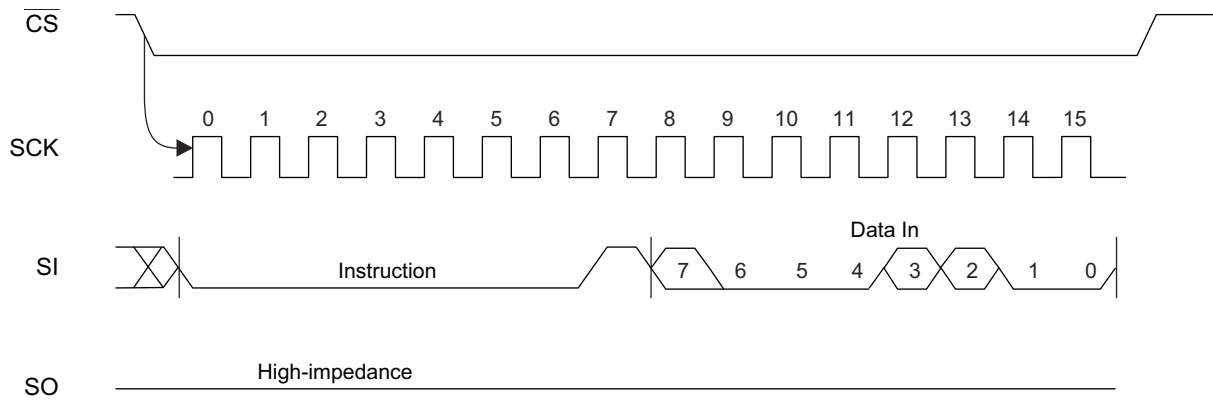 CS
0 1 2 3 4 5 6 7 8 9 10 11 12 13 14 15
SCK
Data In
SI
Instruction
7 6 5 4 3 2 1 0
High-impedance
SO